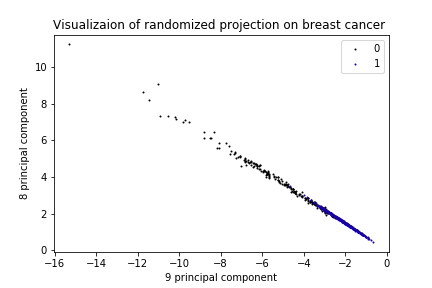 Visualizaion of randomized projection on breast cancer
0
1
10
8
6
4
2
0
8 principal component
−16 −14 −12 −10 −8 −6 −4 −2 0
9 principal component